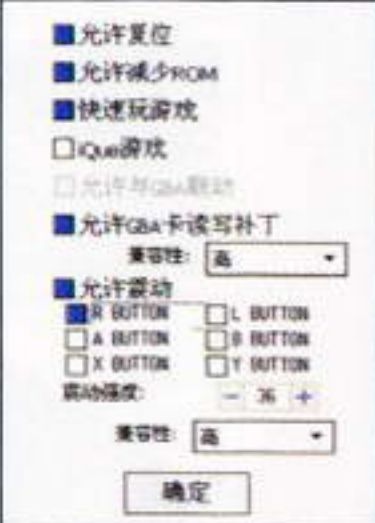 允许复位
允许减少ROM
快速玩游戏
iQue游戏
允许与GBA联动
允许GBA卡读写补丁
兼容性: 高
允许震动
R BUTTON L BUTTON
A BUTTON B BUTTON
X BUTTON Y BUTTON
震动强度: - 36 +
兼容性: 高
确定